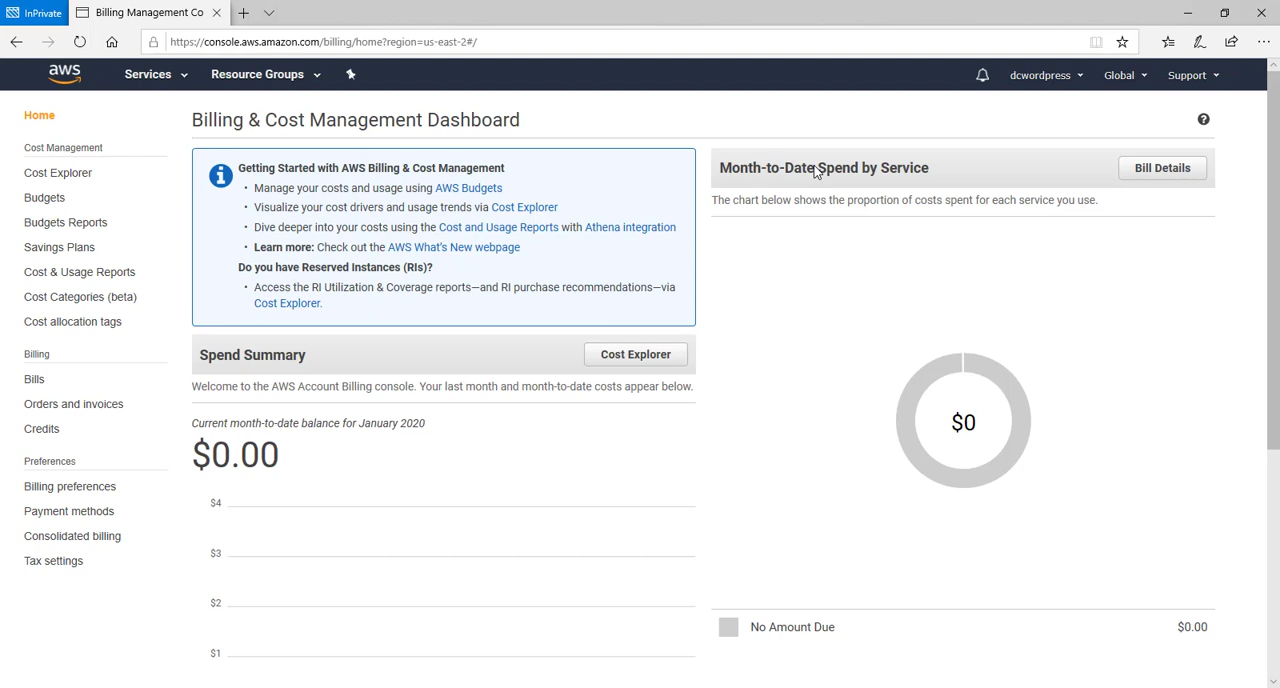 InPrivate
Billing Management Co
https://console.aws.amazon.com/billing/home?region=us-east-2#/
aws
Services
Resource Groups
dcwordpress
Global
Support
Home
Cost Management
Cost Explorer
Budgets
Budgets Reports
Savings Plans
Cost & Usage Reports
Cost Categories (beta)
Cost allocation tags
Billing
Bills
Orders and invoices
Credits
Preferences
Billing preferences
Payment methods
Consolidated billing
Tax settings
Billing & Cost Management Dashboard
Getting Started with AWS Billing & Cost Management
• Manage your costs and usage using AWS Budgets
• Visualize your cost drivers and usage trends via Cost Explorer
• Dive deeper into your costs using the Cost and Usage Reports with Athena integration
• Learn more: Check out the AWS What's New webpage
Do you have Reserved Instances (RIs)?
• Access the RI Utilization & Coverage reports—and RI purchase recommendations—via
Cost Explorer.
Spend Summary
Cost Explorer
Welcome to the AWS Account Billing console. Your last month and month-to-date costs appear below.
Current month-to-date balance for January 2020
$0.00
$4
$3
$2
$1
Month-to-Date Spend by Service
Bill Details
The chart below shows the proportion of costs spent for each service you use.
$0
No Amount Due
$0.00